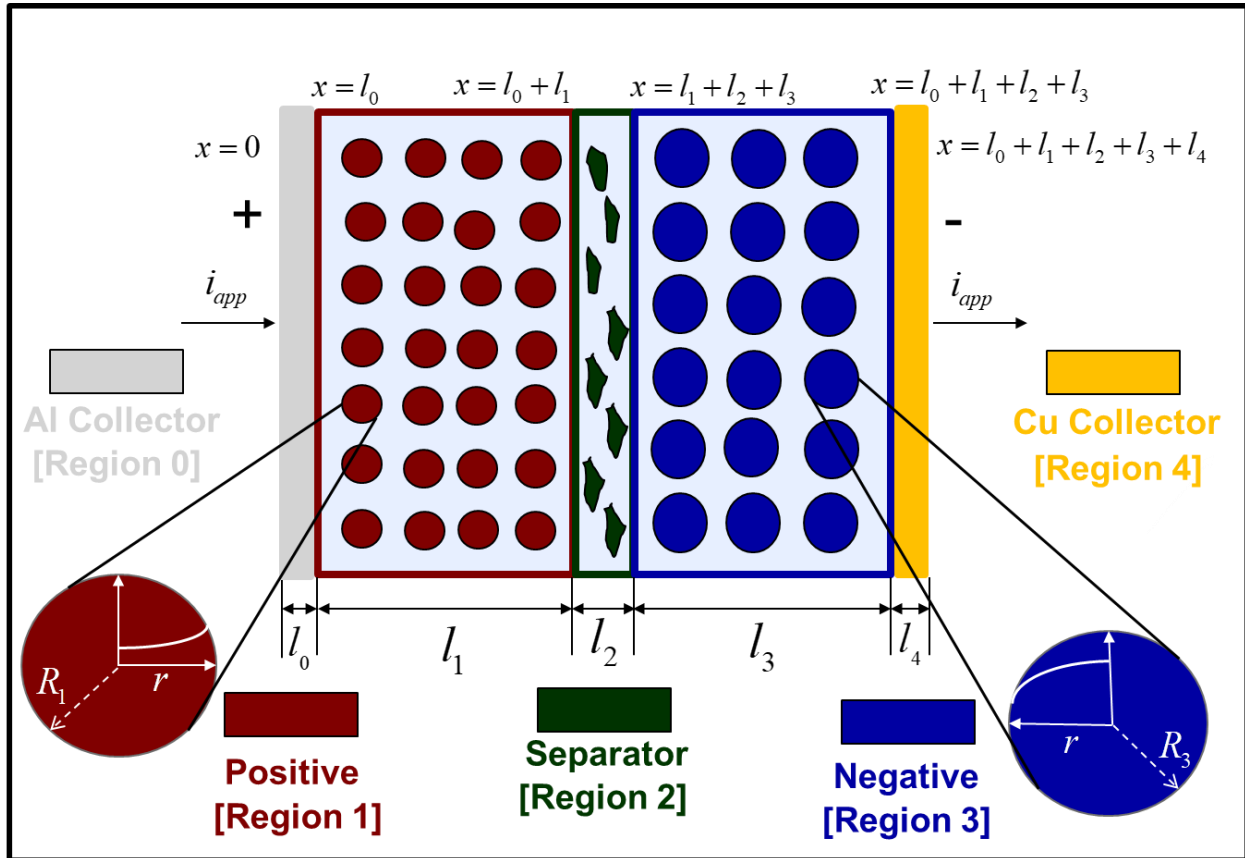 x = l₀
x = l₀ + l₁
x = l₁ + l₂ + l₃
x = l₀ + l₁ + l₂ + l₃
x = 0
x = l₀ + l₁ + l₂ + l₃ + l₄
+
-
i_app
i_app
Al Collector
[Region 0]
Cu Collector
[Region 4]
l₀
l₁
l₂
l₃
l₄
R₁
r
r
R₃
Positive
[Region 1]
Separator
[Region 2]
Negative
[Region 3]